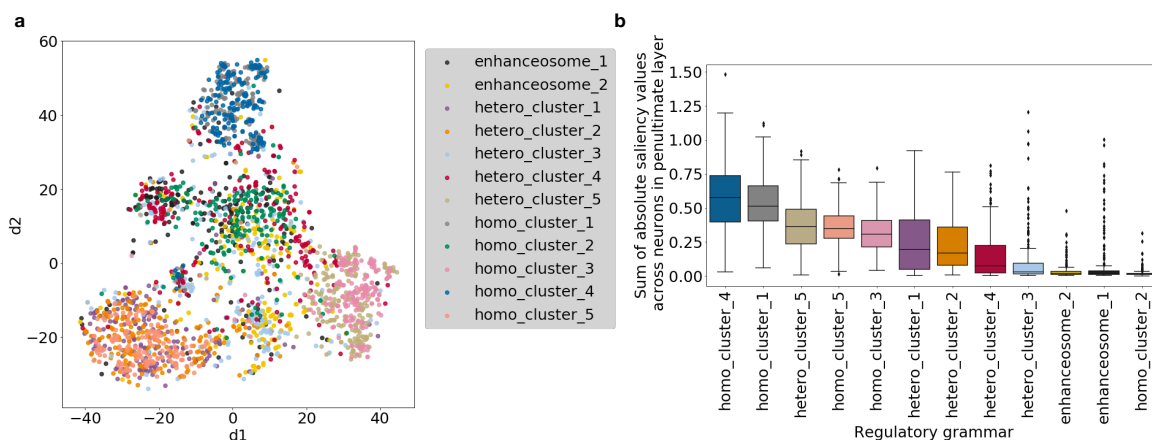 a
60
40
20
0
−20
d2
−40
−20
0
20
40
d1
enhanceosome_1
enhanceosome_2
hetero_cluster_1
hetero_cluster_2
hetero_cluster_3
hetero_cluster_4
hetero_cluster_5
homo_cluster_1
homo_cluster_2
homo_cluster_3
homo_cluster_4
homo_cluster_5
b
Sum of absolute saliency values
across neurons in penultimate layer
1.50
1.25
1.00
0.75
0.50
0.25
0.00
homo_cluster_4
homo_cluster_1
hetero_cluster_5
homo_cluster_5
homo_cluster_3
hetero_cluster_1
hetero_cluster_2
hetero_cluster_4
hetero_cluster_3
enhanceosome_2
enhanceosome_1
homo_cluster_2
Regulatory grammar